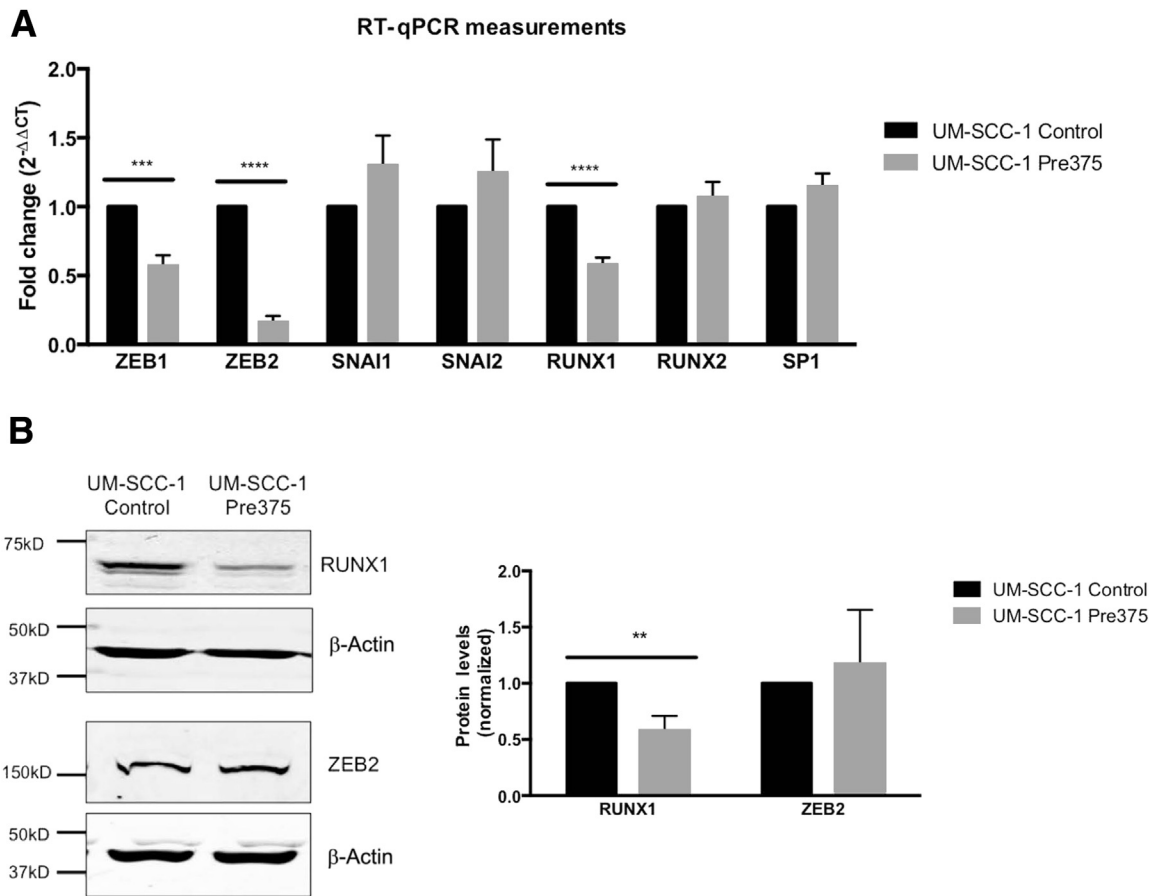 A
RT-qPCR measurements
Fold change (2-ΔΔCT)
2.0
1.5
1.0
0.5
0.0
***
****
****
ZEB1 ZEB2 SNAI1 SNAI2 RUNX1 RUNX2 SP1
UM-SCC-1 Control
UM-SCC-1 Pre375
B
UM-SCC-1 UM-SCC-1
Control Pre375
75kD
RUNX1
50kD
β-Actin
37kD
150kD
ZEB2
50kD
β-Actin
37kD
Protein levels
(normalized)
2.0
1.5
1.0
0.5
0.0
**
RUNX1 ZEB2
UM-SCC-1 Control
UM-SCC-1 Pre375